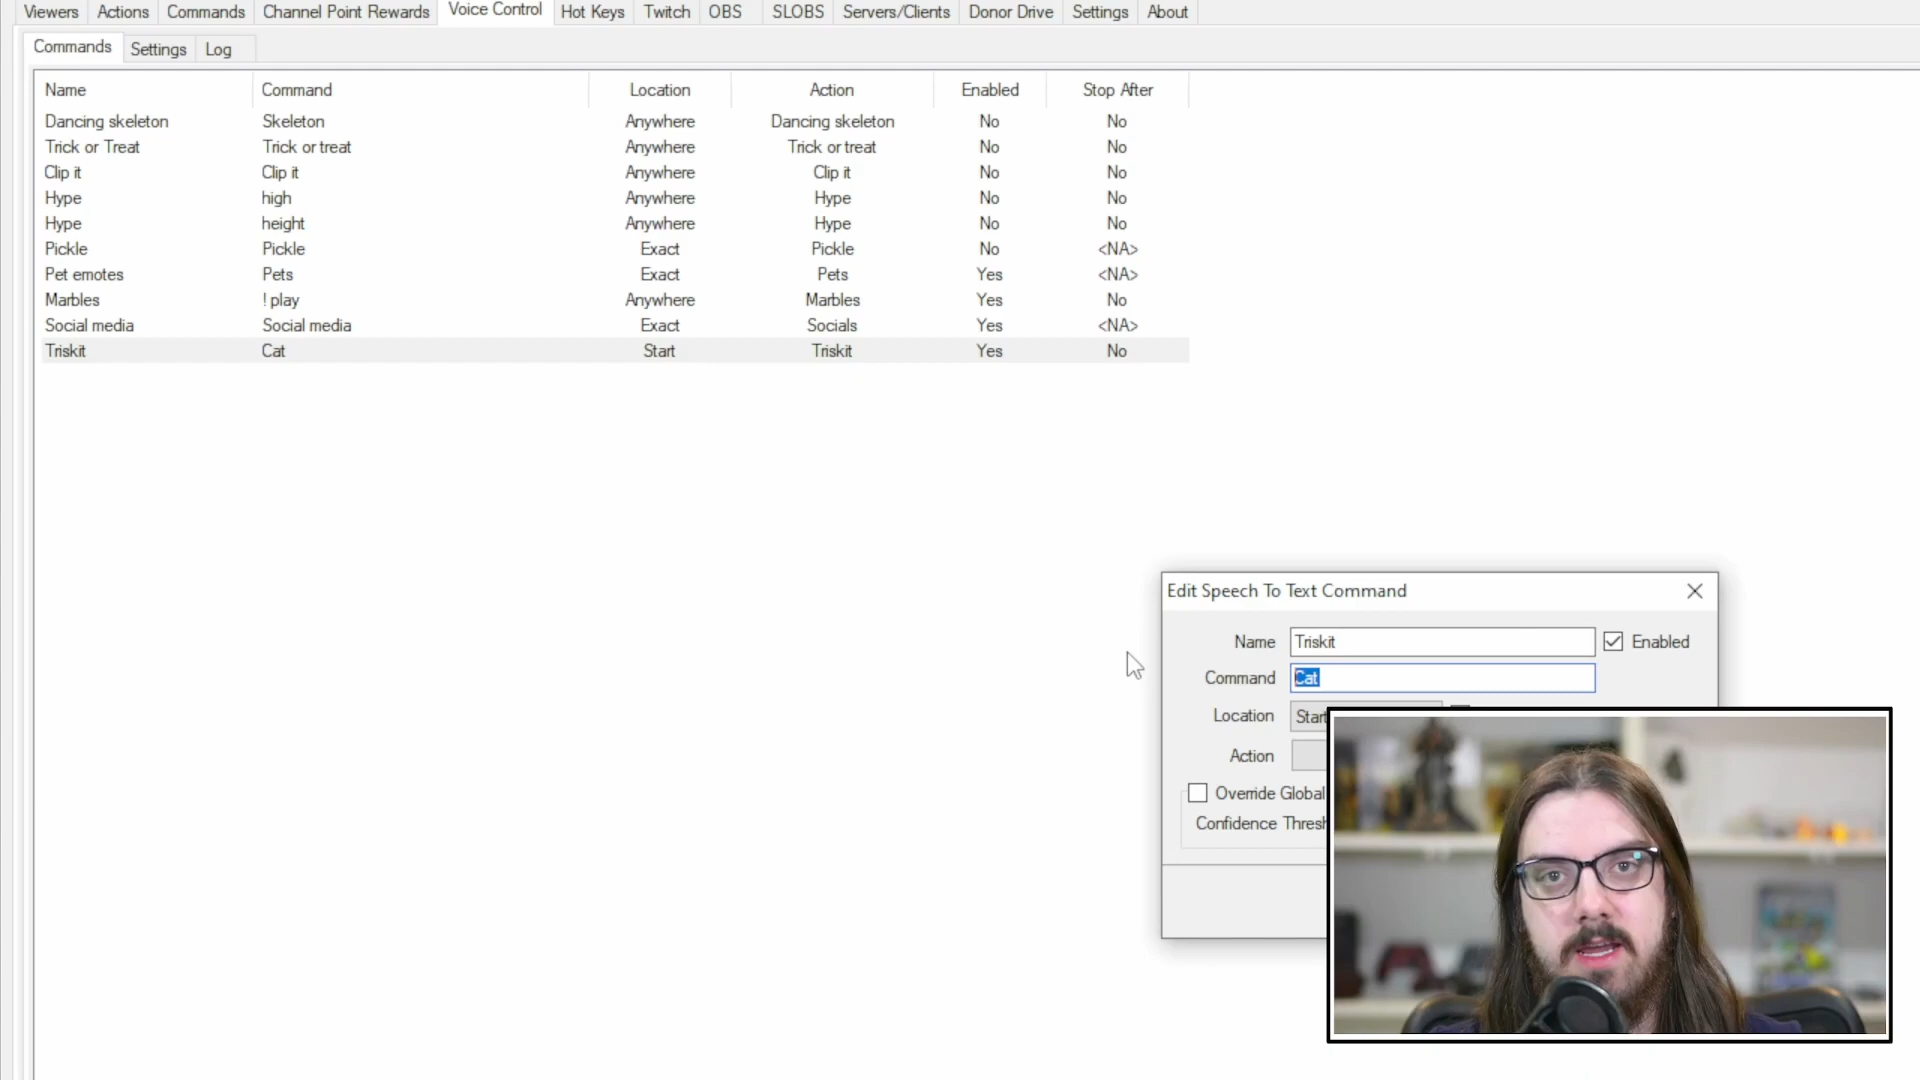 Viewers Actions Commands Channel Point Rewards Voice Control Hot Keys Twitch OBS SLOBS Servers/Clients Donor Drive Settings About
Commands Settings Log
Name Command Location Action Enabled Stop After
Dancing skeleton Skeleton Anywhere Dancing skeleton No No
Trick or Treat Trick or treat Anywhere Trick or treat No No
Clip it Clip it Anywhere Clip it No No
Hype high Anywhere Hype No No
Hype height Anywhere Hype No No
Pickle Pickle Exact Pickle No <NA>
Pet emotes Pets Exact Pets Yes <NA>
Marbles ! play Anywhere Marbles Yes No
Social media Social media Exact Socials Yes <NA>
Triskit Cat Start Triskit Yes No
Edit Speech To Text Command
Name Triskit Enabled
Command Cat
Location Start
Action
Override Global
Confidence Thresh